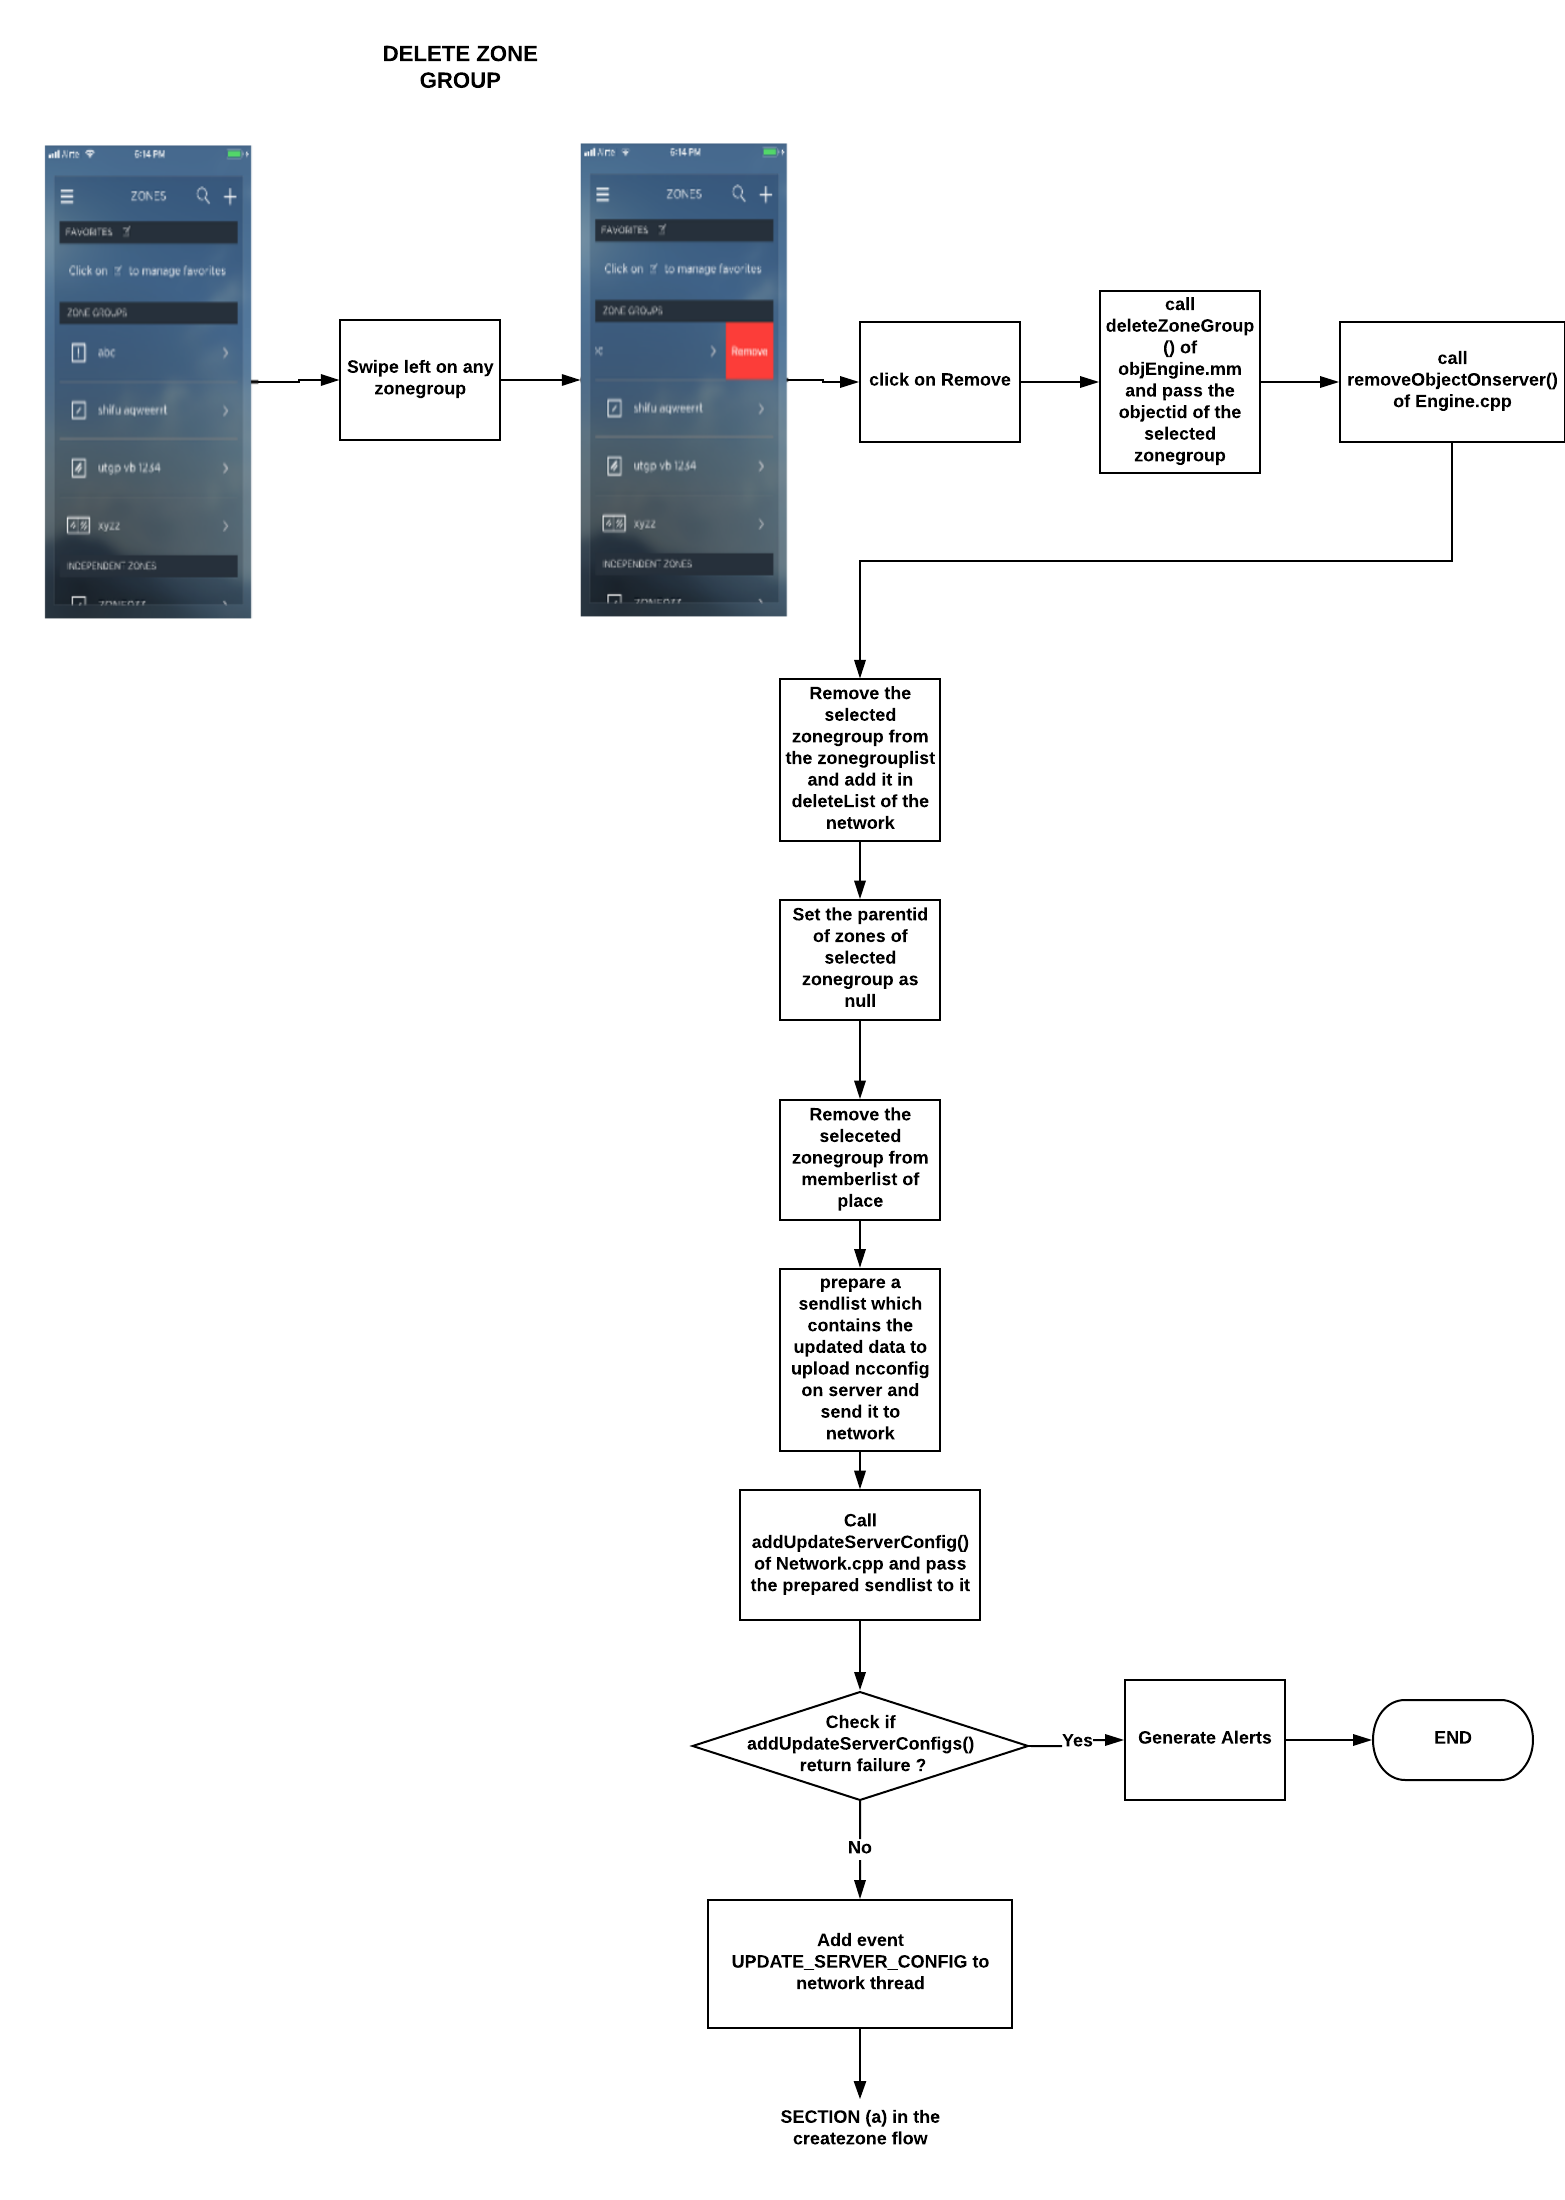 DELETE ZONE
GROUP
6:14 PM
ZONES
FAVORITES
Click on to manage favorites
ZONE GROUPS
abc
shifu aqweerrt
utgp vb 1234
xyzz
INDEPENDENT ZONES
Swipe left on any
zonegroup
6:14 PM
ZONES
FAVORITES
Click on to manage favorites
ZONE GROUPS
Remove
shifu aqweerrt
utgp vb 1234
xyzz
INDEPENDENT ZONES
click on Remove
call
deleteZoneGroup
() of
objEngine.mm
and pass the
objectid of the
selected
zonegroup
call
removeObjectOnserver()
of Engine.cpp
Remove the
selected
zonegroup from
the zonegrouplist
and add it in
deleteList of the
network
Set the parentid
of zones of
selected
zonegroup as
null
Remove the
seleceted
zonegroup from
memberlist of
place
prepare a
sendlist which
contains the
updated data to
upload ncconfig
on server and
send it to
network
Call
addUpdateServerConfig()
of Network.cpp and pass
the prepared sendlist to it
Check if
addUpdateServerConfigs()
return failure ?
Yes
Generate Alerts
END
No
Add event
UPDATE_SERVER_CONFIG to
network thread
SECTION (a) in the
createzone flow